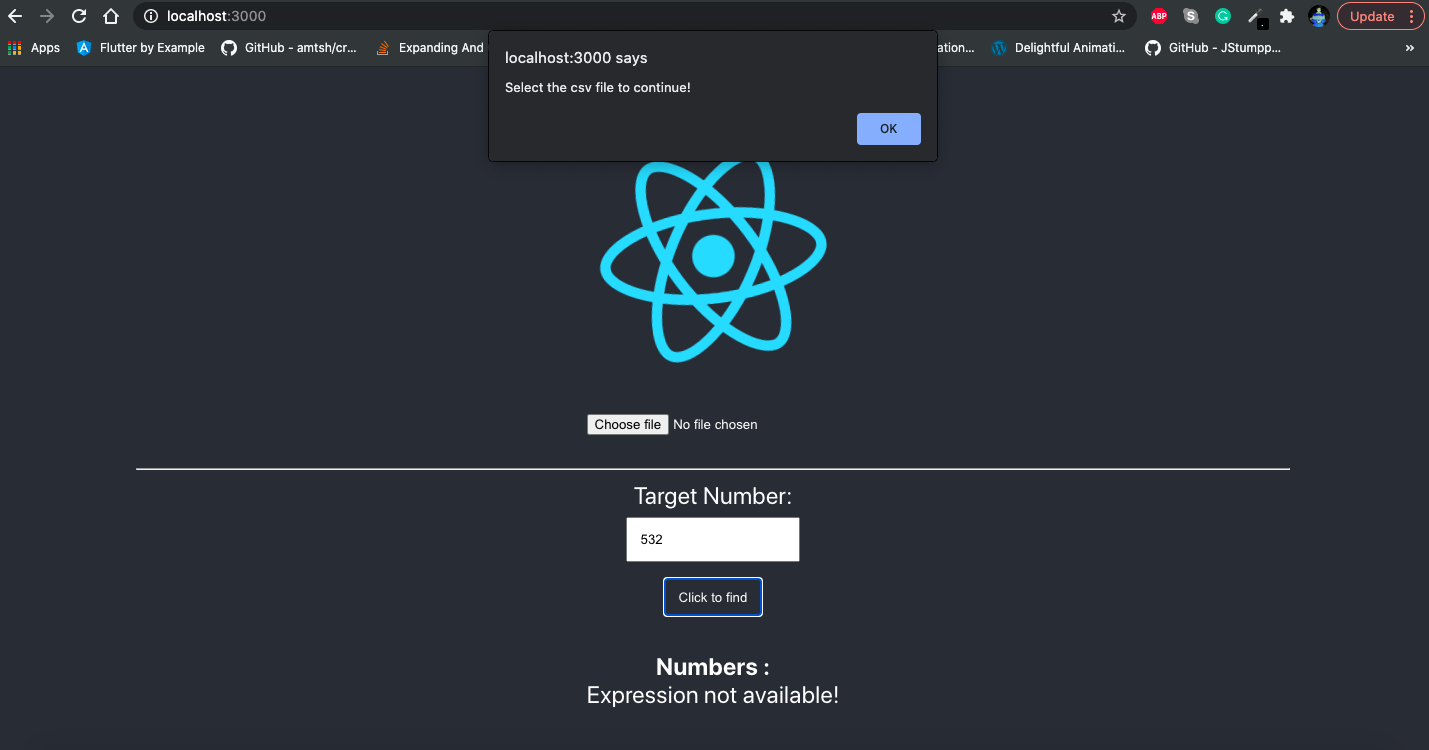 localhost:3000
ABP
S
G
Update
Apps
Flutter by Example
GitHub - amtsh/cr...
Expanding And
ation...
Delightful Animati...
GitHub - JStumpp...
»
localhost:3000 says
Select the csv file to continue!
OK
Choose file No file chosen
Target Number:
532
Click to find
Numbers :
Expression not available!